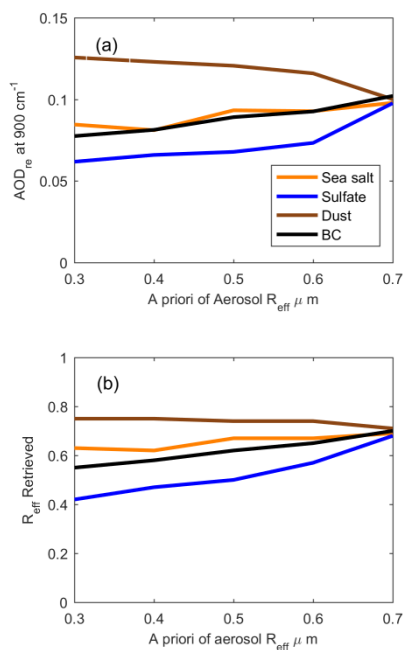 (a)
0.15
0.1
0.05
0
AOD_re at 900 cm^-1
Sea salt
Sulfate
Dust
BC
0.3 0.4 0.5 0.6 0.7
A priori of Aerosol R_eff μ m
(b)
1
0.8
0.6
0.4
0.2
0
R_eff Retrieved
0.3 0.4 0.5 0.6 0.7
A priori of aerosol R_eff μ m